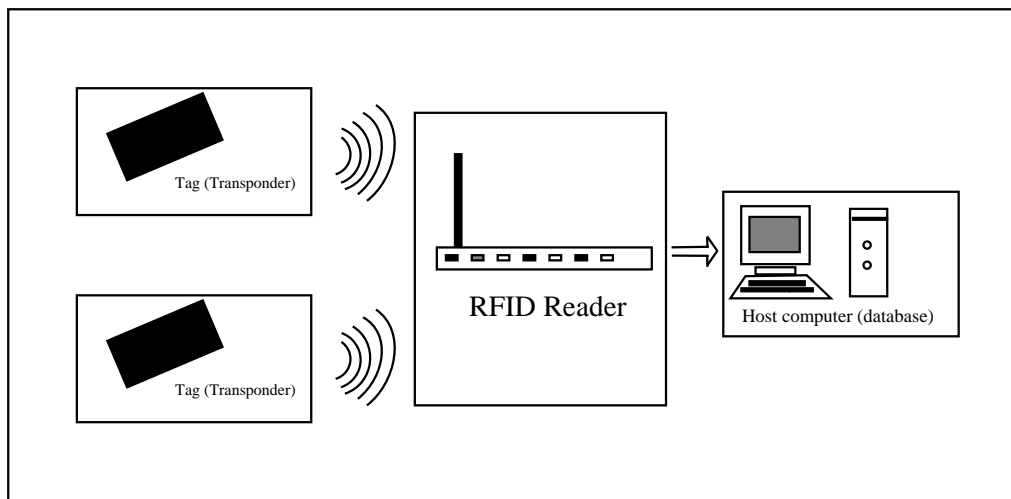 Tag (Transponder)
RFID Reader
Host computer (database)
Tag (Transponder)